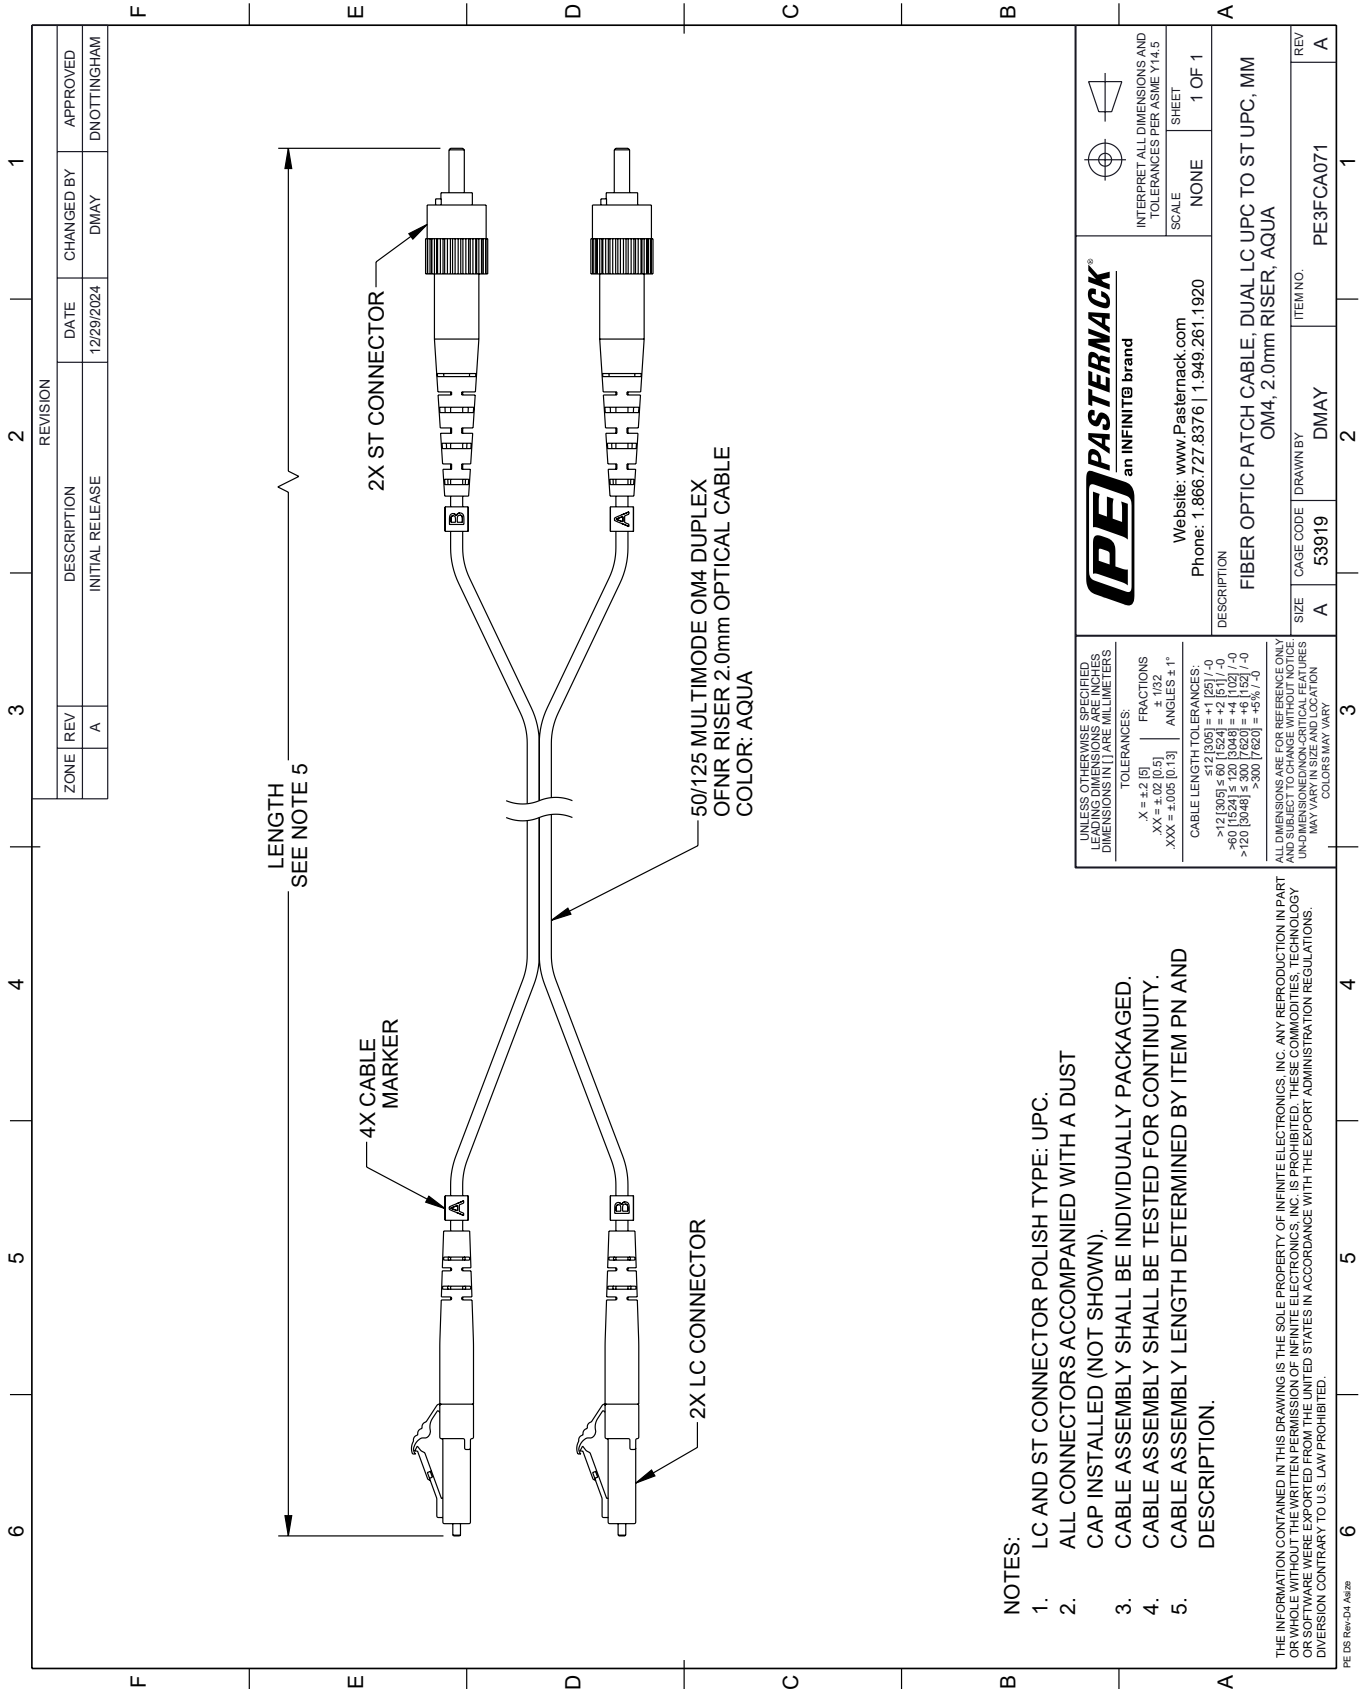 6
5
4
3
2
1
F
E
D
C
B
A
REVISION
ZONE REV DESCRIPTION DATE CHANGED BY APPROVED
A INITIAL RELEASE 12/29/2024 DMAY DNOTTINGHAM
LENGTH
SEE NOTE 5
4X CABLE
MARKER
2X ST CONNECTOR
A
B
B
A
2X LC CONNECTOR
50/125 MULTIMODE OM4 DUPLEX
OFNR RISER 2.0mm OPTICAL CABLE
COLOR: AQUA
NOTES:
1. LC AND ST CONNECTOR POLISH TYPE: UPC.
2. ALL CONNECTORS ACCOMPANIED WITH A DUST
CAP INSTALLED (NOT SHOWN).
3. CABLE ASSEMBLY SHALL BE INDIVIDUALLY PACKAGED.
4. CABLE ASSEMBLY SHALL BE TESTED FOR CONTINUITY.
5. CABLE ASSEMBLY LENGTH DETERMINED BY ITEM PN AND
DESCRIPTION.
THE INFORMATION CONTAINED IN THIS DRAWING IS THE SOLE PROPERTY OF INFINITE ELECTRONICS, INC. ANY REPRODUCTION IN PART
OR WHOLE WITHOUT THE WRITTEN PERMISSION OF INFINITE ELECTRONICS, INC. IS PROHIBITED. THESE COMMODITIES, TECHNOLOGY
OR SOFTWARE WERE EXPORTED FROM THE UNITED STATES IN ACCORDANCE WITH THE EXPORT ADMINISTRATION REGULATIONS.
DIVERSION CONTRARY TO U.S. LAW PROHIBITED.
UNLESS OTHERWISE SPECIFIED
LEADING DIMENSIONS ARE INCHES
DIMENSIONS IN [ ] ARE MILLIMETERS
TOLERANCES:
.X = ±.2 [5] FRACTIONS
.XX = ±.02 [0.5] ± 1/32
.XXX = ±.005 [0.13] ANGLES ± 1°
CABLE LENGTH TOLERANCES:
≤12 [305] = +1 [25] / -0
>12 [305] ≤ 60 [1524] = +2 [51] / -0
>60 [1524] ≤ 120 [3048] = +4 [102] / -0
>120 [3048] ≤ 300 [7620] = +6 [152] / -0
>300 [7620] = +5% / -0
ALL DIMENSIONS ARE FOR REFERENCE ONLY
AND SUBJECT TO CHANGE WITHOUT NOTICE.
UN-DIMENSIONED/NON-CRITICAL FEATURES
MAY VARY IN SIZE AND LOCATION
COLORS MAY VARY
PE PASTERNACK®
an INFINIT@ brand
Website: www.Pasternack.com
Phone: 1.866.727.8376 | 1.949.261.1920
INTERPRET ALL DIMENSIONS AND
TOLERANCES PER ASME Y14.5
SCALE SHEET
NONE 1 OF 1
DESCRIPTION
FIBER OPTIC PATCH CABLE, DUAL LC UPC TO ST UPC, MM
OM4, 2.0mm RISER, AQUA
SIZE CAGE CODE DRAWN BY ITEM NO. REV
A 53919 DMAY PE3FCA071 A
F
E
D
C
B
A
6
5
4
3
2
1
PE DS Rev-D4 Asize